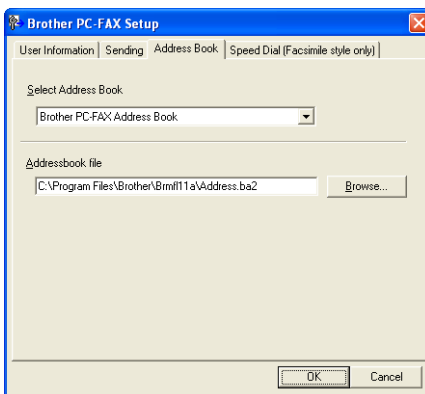 Brother PC-FAX Setup
User Information Sending Address Book Speed Dial (Facsimile style only)
Select Address Book
Brother PC-FAX Address Book
Addressbook file
C:\Program Files\Brother\Brmfl11a\Address.ba2 Browse...
OK Cancel